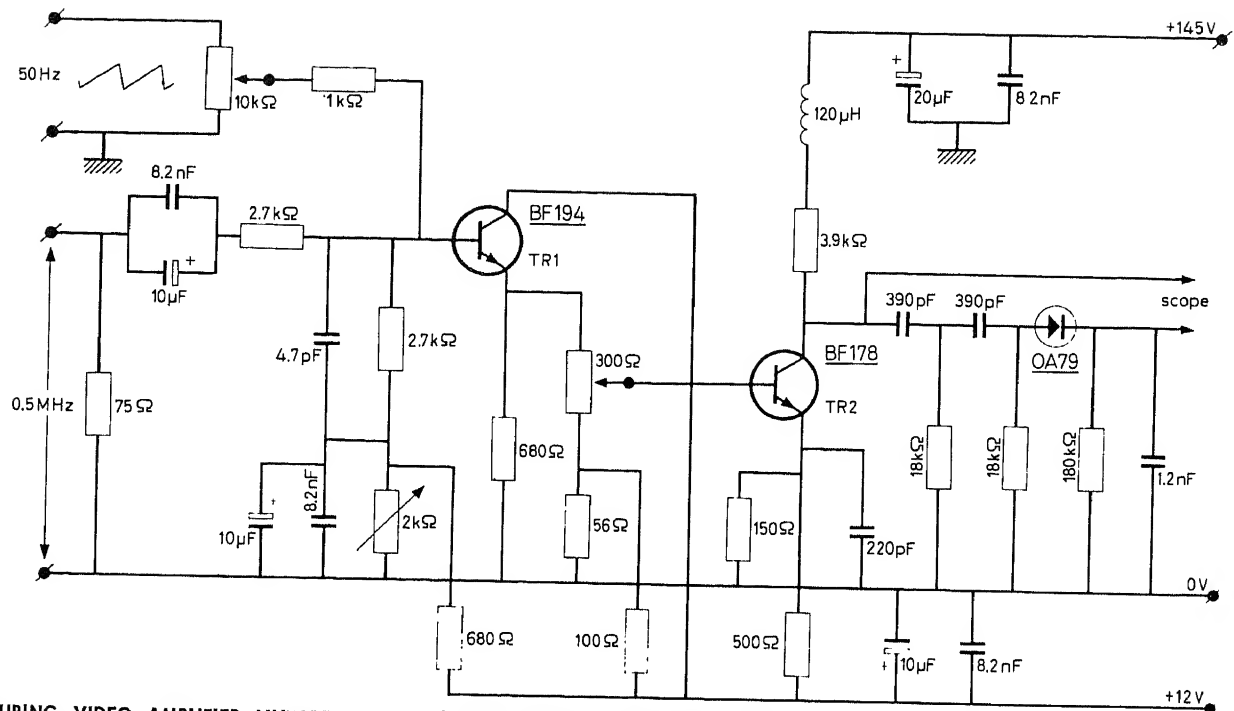 +145V
50Hz
10kΩ
1kΩ
+
20µF
8.2nF
120µH
8.2nF
2.7kΩ
BF194
3.9kΩ
TR1
+
10µF
scope
390pF
390pF
2.7kΩ
4.7pF
300Ω
BF178
OA79
0.5MHz
75Ω
TR2
680Ω
18kΩ
18kΩ
180kΩ
1.2nF
+
10µF
8.2nF
2kΩ
56Ω
150Ω
220pF
0V
680Ω
100Ω
500Ω
+
10µF
8.2nF
+12V